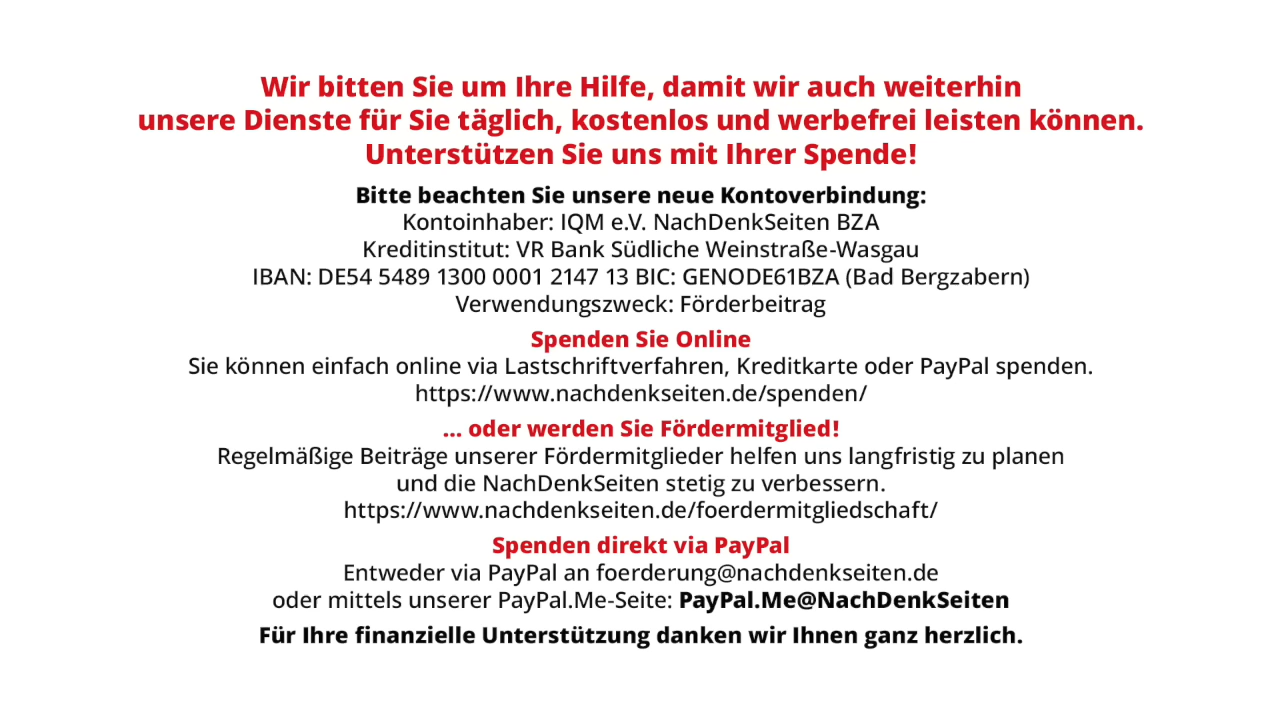 Wir bitten Sie um Ihre Hilfe, damit wir auch weiterhin
unsere Dienste für Sie täglich, kostenlos und werbefrei leisten können.
Unterstützen Sie uns mit Ihrer Spende!
Bitte beachten Sie unsere neue Kontoverbindung:
Kontoinhaber: IQM e.V. NachDenkSeiten BZA
Kreditinstitut: VR Bank Südliche Weinstraße-Wasgau
IBAN: DE54 5489 1300 0001 2147 13 BIC: GENODE61BZA (Bad Bergzabern)
Verwendungszweck: Förderbeitrag
Spenden Sie Online
Sie können einfach online via Lastschriftverfahren, Kreditkarte oder PayPal spenden.
https://www.nachdenkseiten.de/spenden/
... oder werden Sie Fördermitglied!
Regelmäßige Beiträge unserer Fördermitglieder helfen uns langfristig zu planen
und die NachDenkSeiten stetig zu verbessern.
https://www.nachdenkseiten.de/foerdermitgliedschaft/
Spenden direkt via PayPal
Entweder via PayPal an foerderung@nachdenkseiten.de
oder mittels unserer PayPal.Me-Seite: PayPal.Me@NachDenkSeiten
Für Ihre finanzielle Unterstützung danken wir Ihnen ganz herzlich.